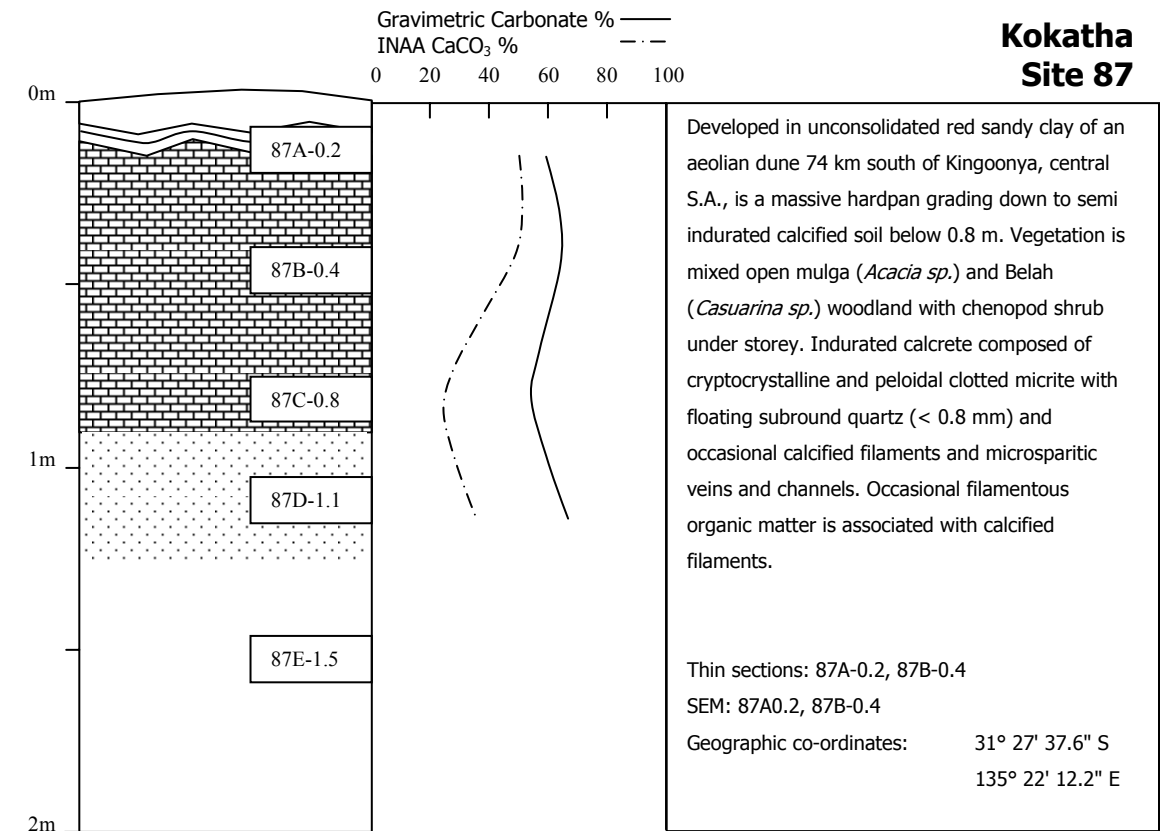 Gravimetric Carbonate %
INAA CaCO₃ %
Kokatha
Site 87
0 20 40 60 80 100
0m
87A-0.2
87B-0.4
87C-0.8
1m
87D-1.1
87E-1.5
2m
Developed in unconsolidated red sandy clay of an
aeolian dune 74 km south of Kingoonya, central
S.A., is a massive hardpan grading down to semi
indurated calcified soil below 0.8 m. Vegetation is
mixed open mulga (Acacia sp.) and Belah
(Casuarina sp.) woodland with chenopod shrub
under storey. Indurated calcrete composed of
cryptocrystalline and peloidal clotted micrite with
floating subround quartz (< 0.8 mm) and
occasional calcified filaments and microsparitic
veins and channels. Occasional filamentous
organic matter is associated with calcified
filaments.
Thin sections: 87A-0.2, 87B-0.4
SEM: 87A0.2, 87B-0.4
Geographic co-ordinates: 31° 27' 37.6" S
135° 22' 12.2" E